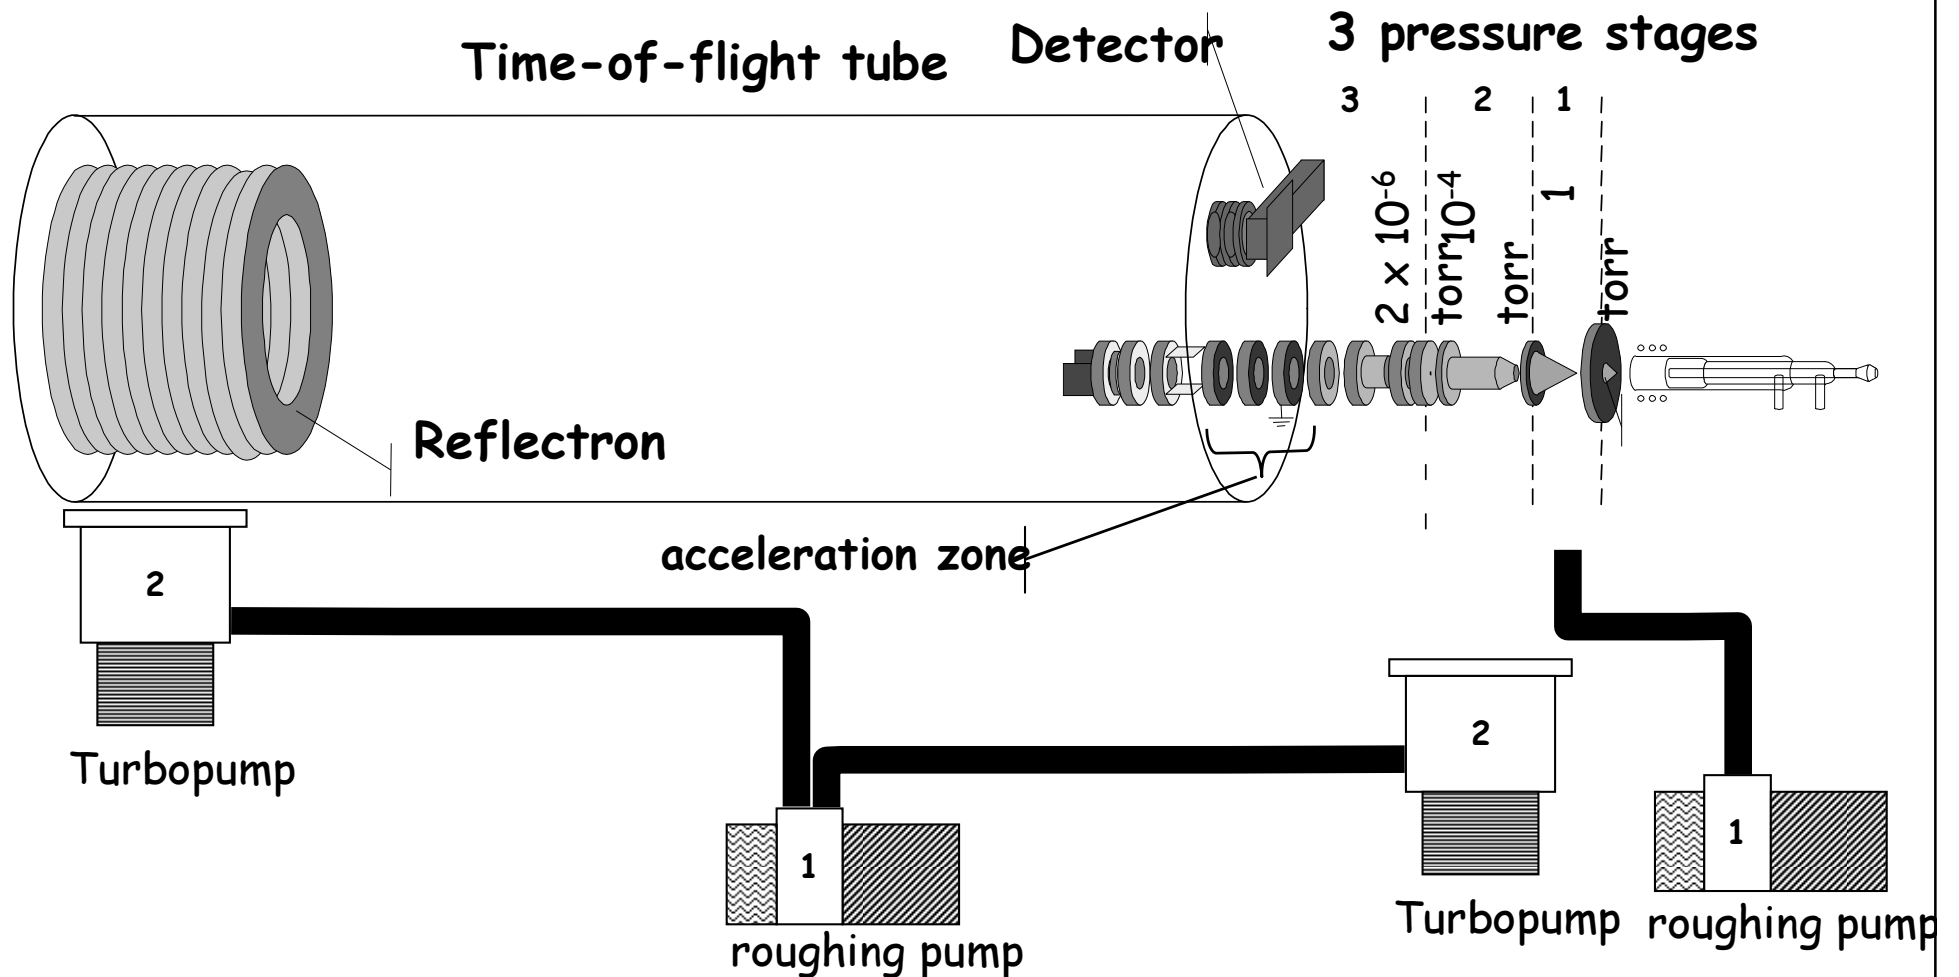 Time-of-flight tube
Detector
3 pressure stages
3
2
1
2 x 10-6
torr
10-4
torr
1
torr
Reflectron
acceleration zone
2
Turbopump
1
roughing pump
2
Turbopump
1
roughing pump